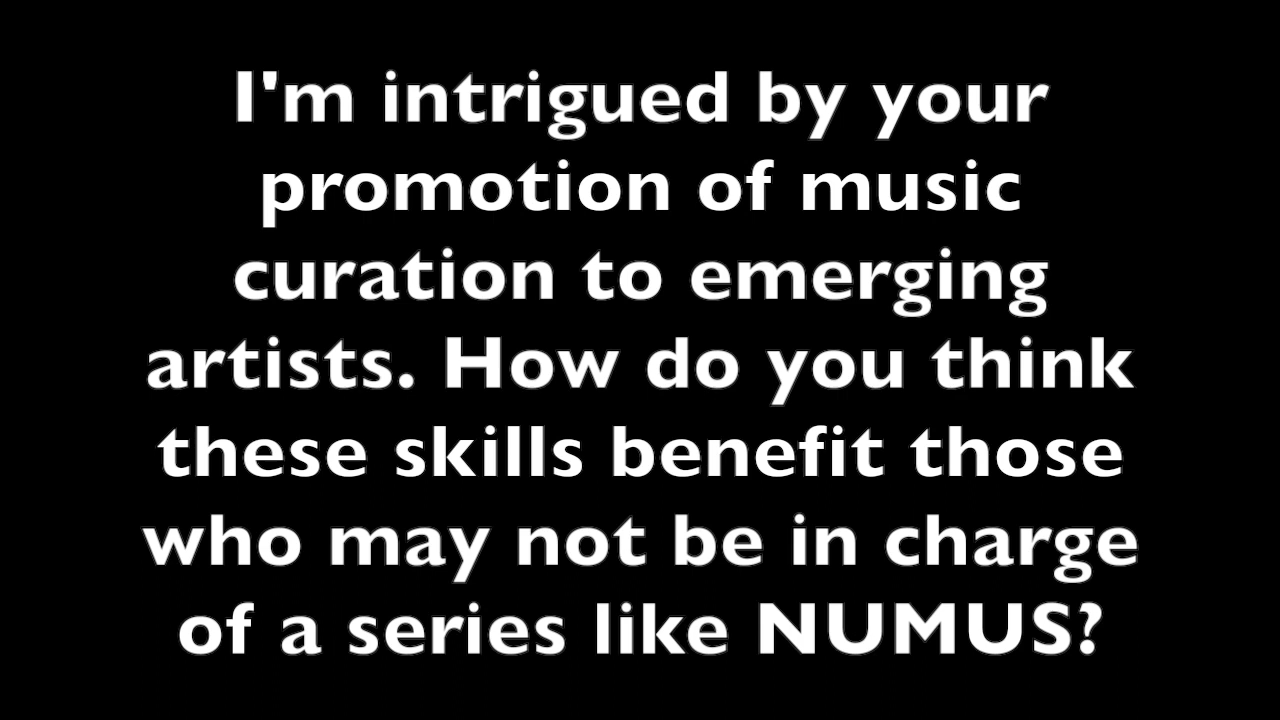 I'm intrigued by your
promotion of music
curation to emerging
artists. How do you think
these skills benefit those
who may not be in charge
of a series like NUMUS?